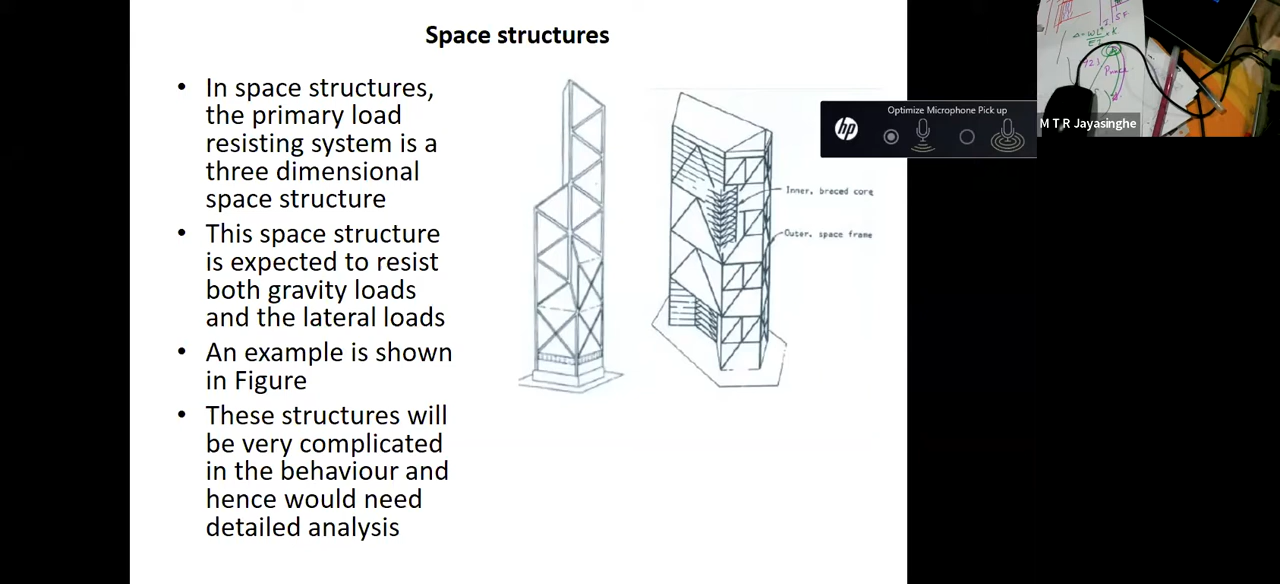 Space structures
• In space structures,
the primary load
resisting system is a
three dimensional
space structure
• This space structure
is expected to resist
both gravity loads
and the lateral loads
• An example is shown
in Figure
• These structures will
be very complicated
in the behaviour and
hence would need
detailed analysis
Inner, braced core
Outer, space frame
hp
Optimize Microphone Pick up
M T R Jayasinghe